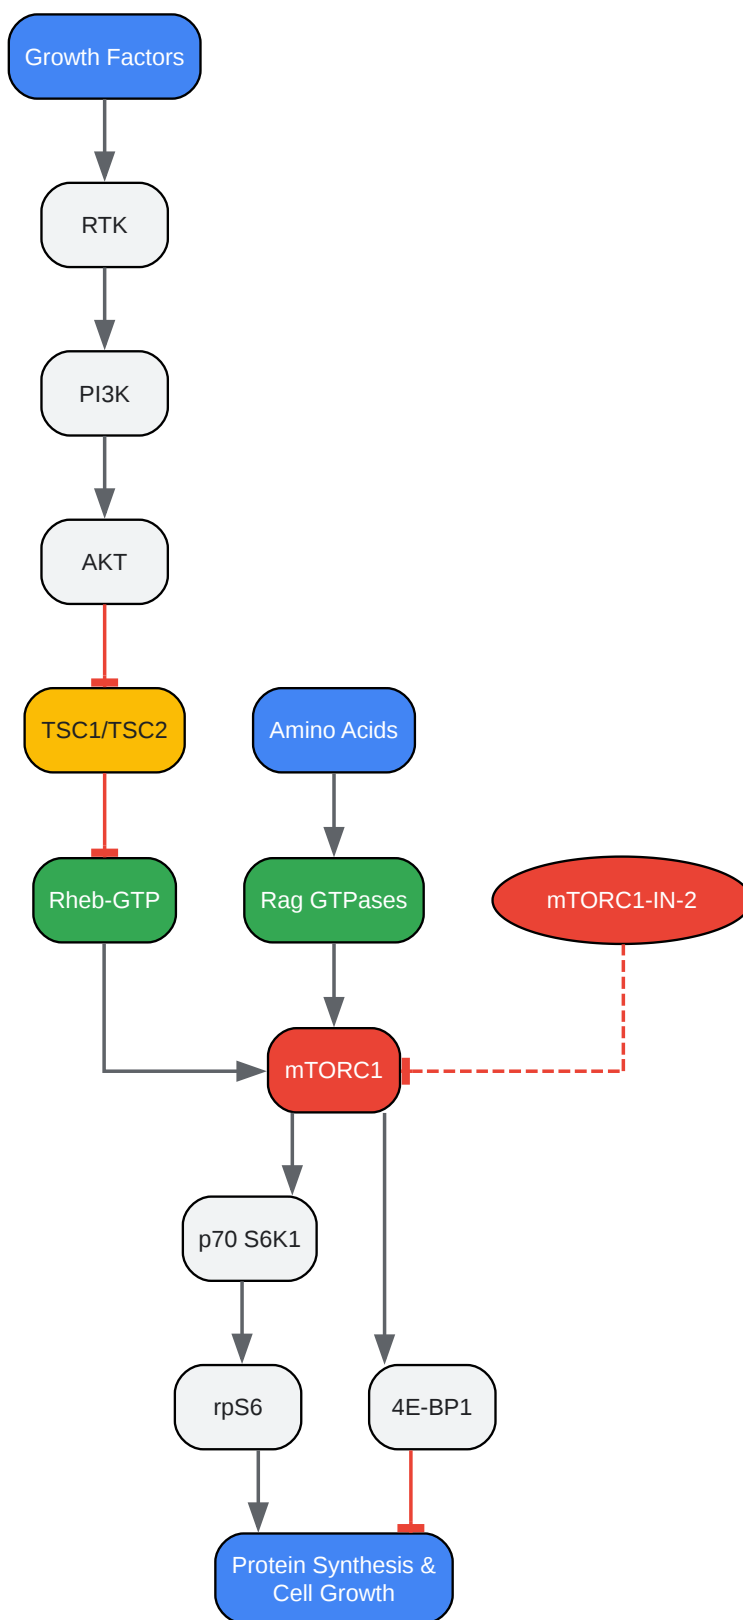 Growth Factors
RTK
PI3K
AKT
TSC1/TSC2
Amino Acids
Rheb-GTP
Rag GTPases
mTORC1-IN-2
mTORC1
p70 S6K1
rpS6
4E-BP1
Protein Synthesis &
Cell Growth